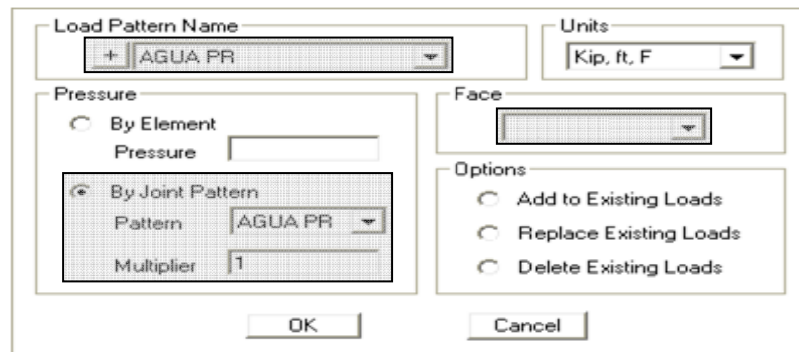 Load Pattern Name
+ AGUA PR
Units
Kip, ft, F
Pressure
By Element
Pressure
By Joint Pattern
Pattern AGUA PR
Multiplier 1
Face
Options
Add to Existing Loads
Replace Existing Loads
Delete Existing Loads
OK Cancel